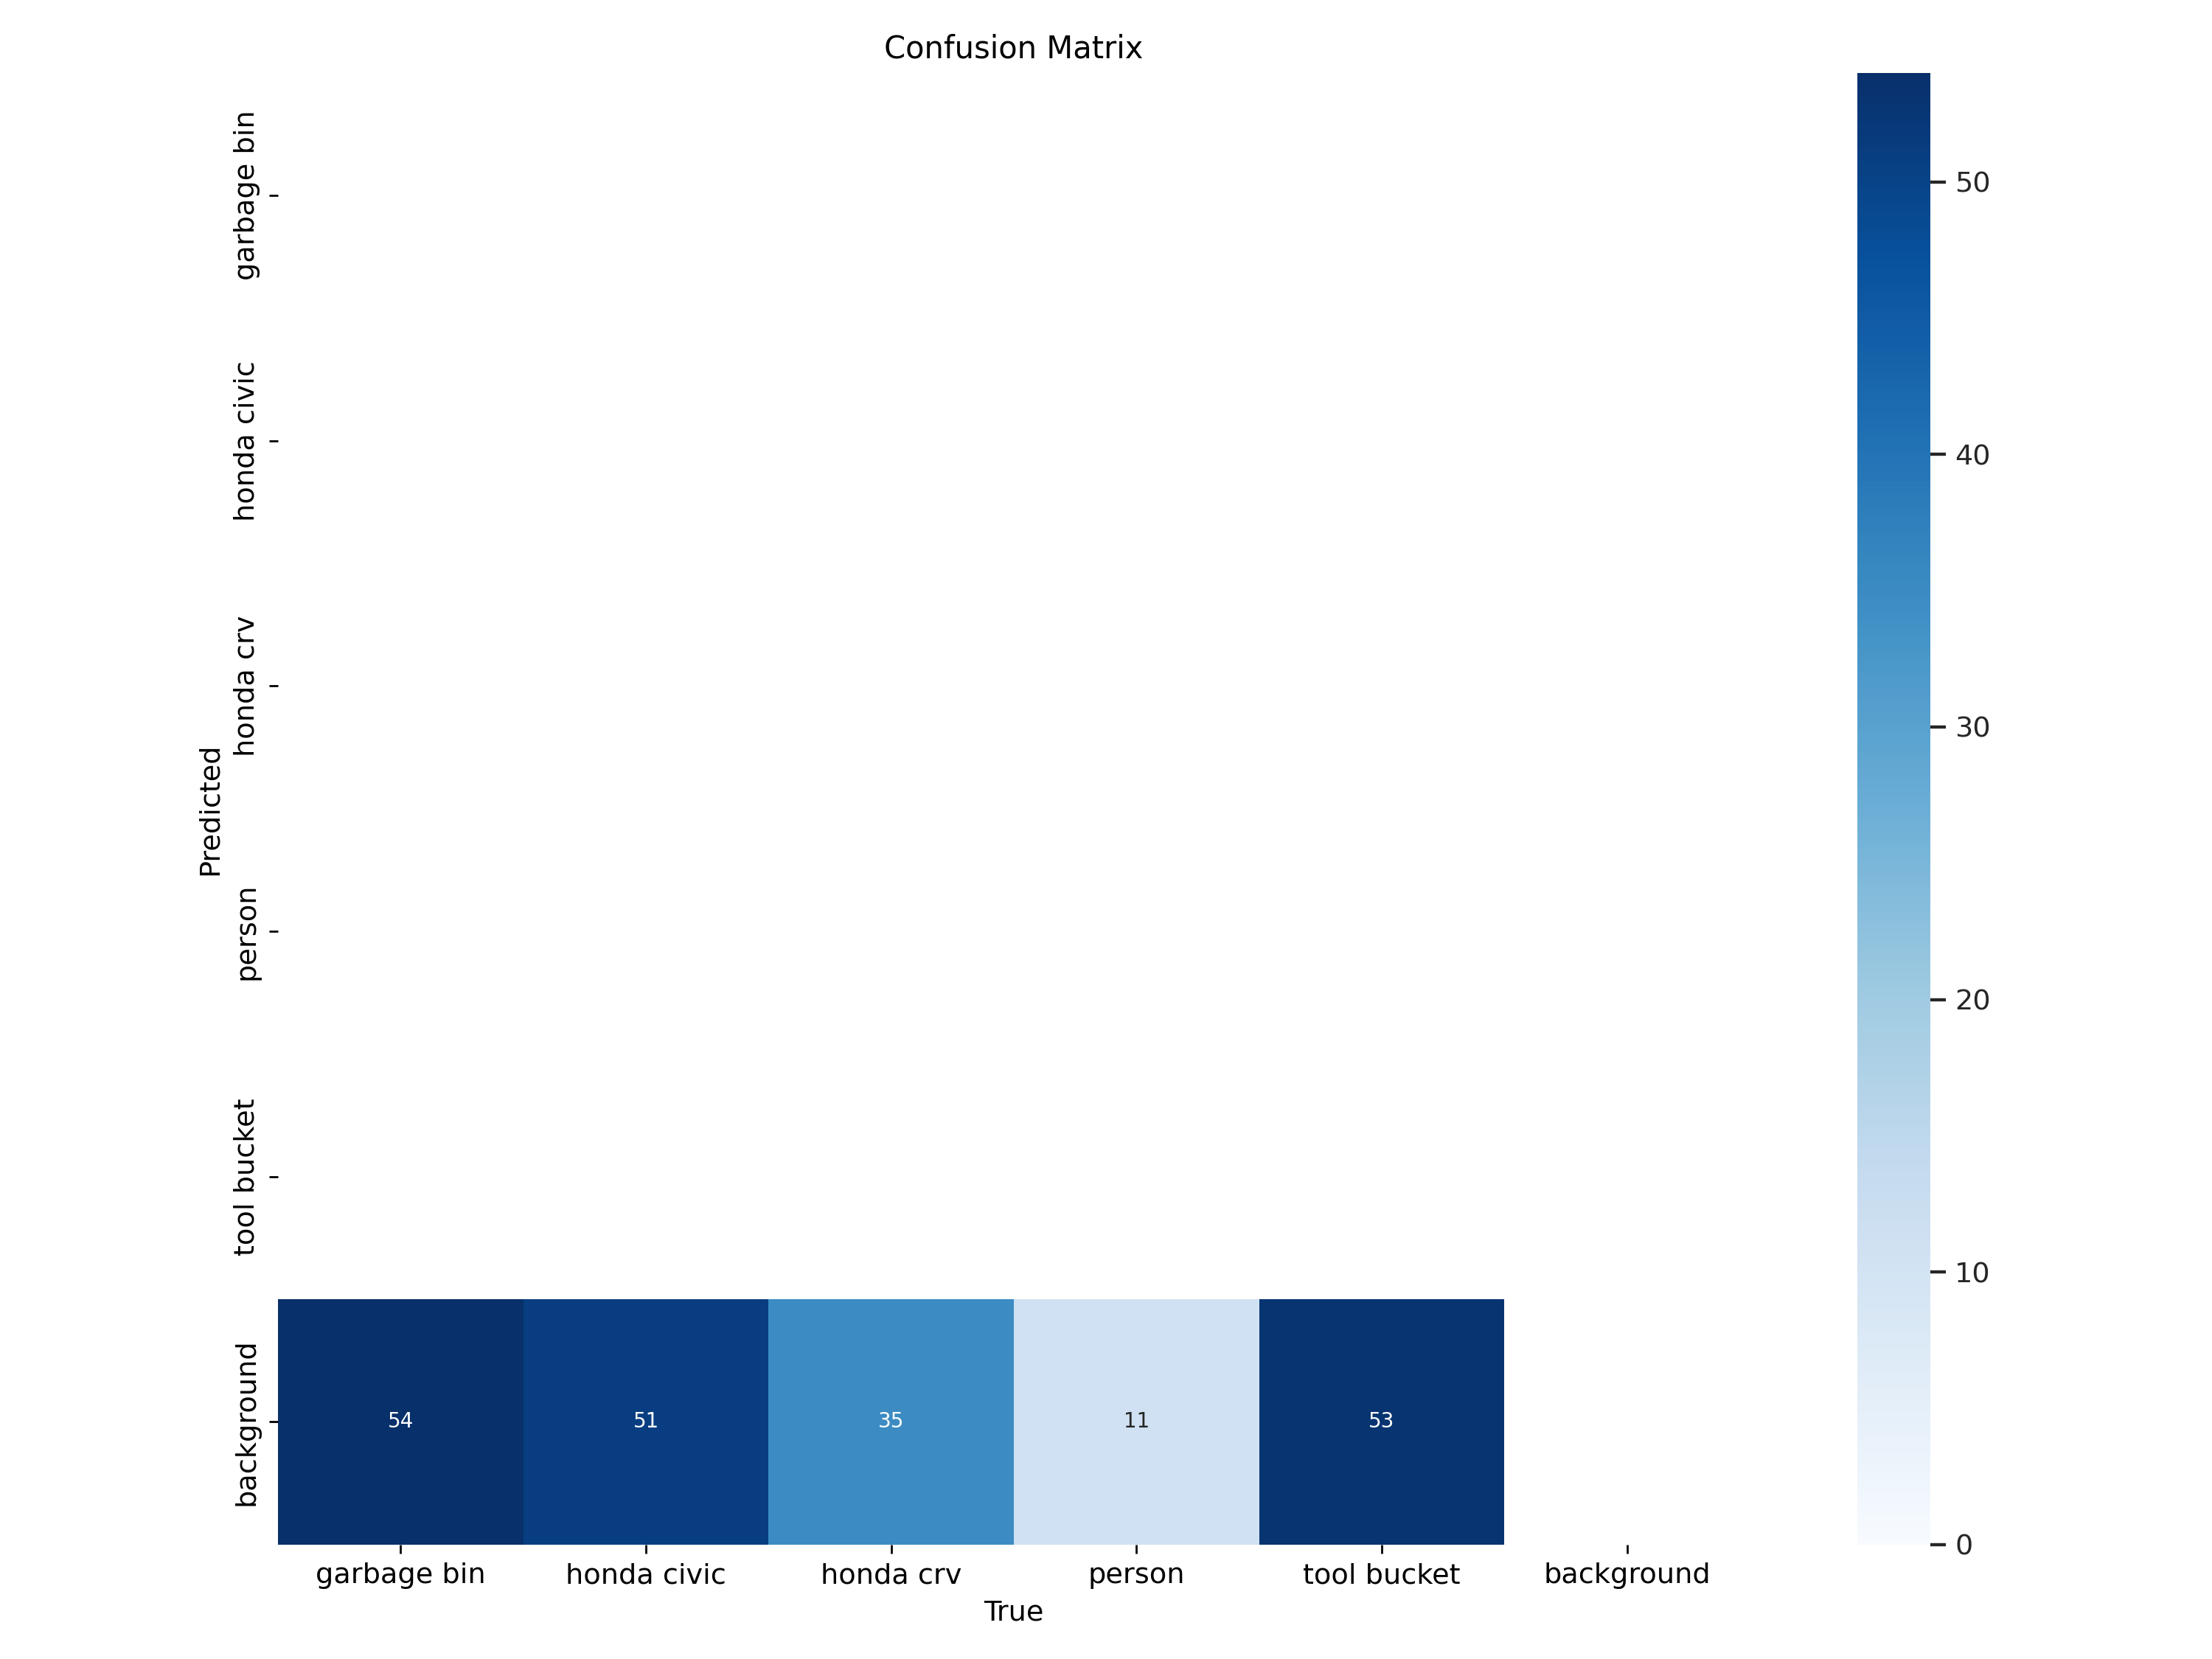 Confusion Matrix
garbage bin
honda civic
honda crv
person
tool bucket
background
Predicted
54 51 35 11 53
garbage bin honda civic honda crv person tool bucket background
True
50
40
30
20
10
0